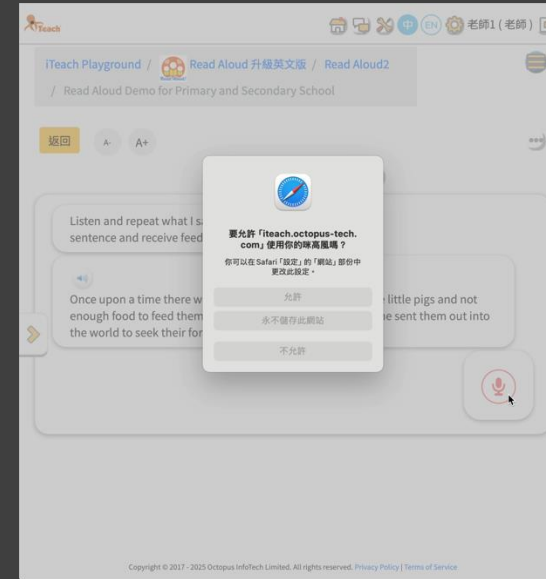 iTeach
中 EN 老師1 ( 老師 )
iTeach Playground / Read Aloud 升級英文版 / Read Aloud2
/ Read Aloud Demo for Primary and Secondary School
返回 A- A+
Listen and repeat what I
sentence and receive feed
Once upon a time there w
little pigs and not
enough food to feed them
e sent them out into
the world to seek their for
要允許「iteach.octopus-tech.
com」使用你的咪高風嗎？
你可以在 Safari「設定」的「網站」部份中
更改此設定。
允許
永不儲存此網站
不允許
Copyright © 2017 - 2025 Octopus InfoTech Limited, All rights reserved. Privacy Policy | Terms of Service